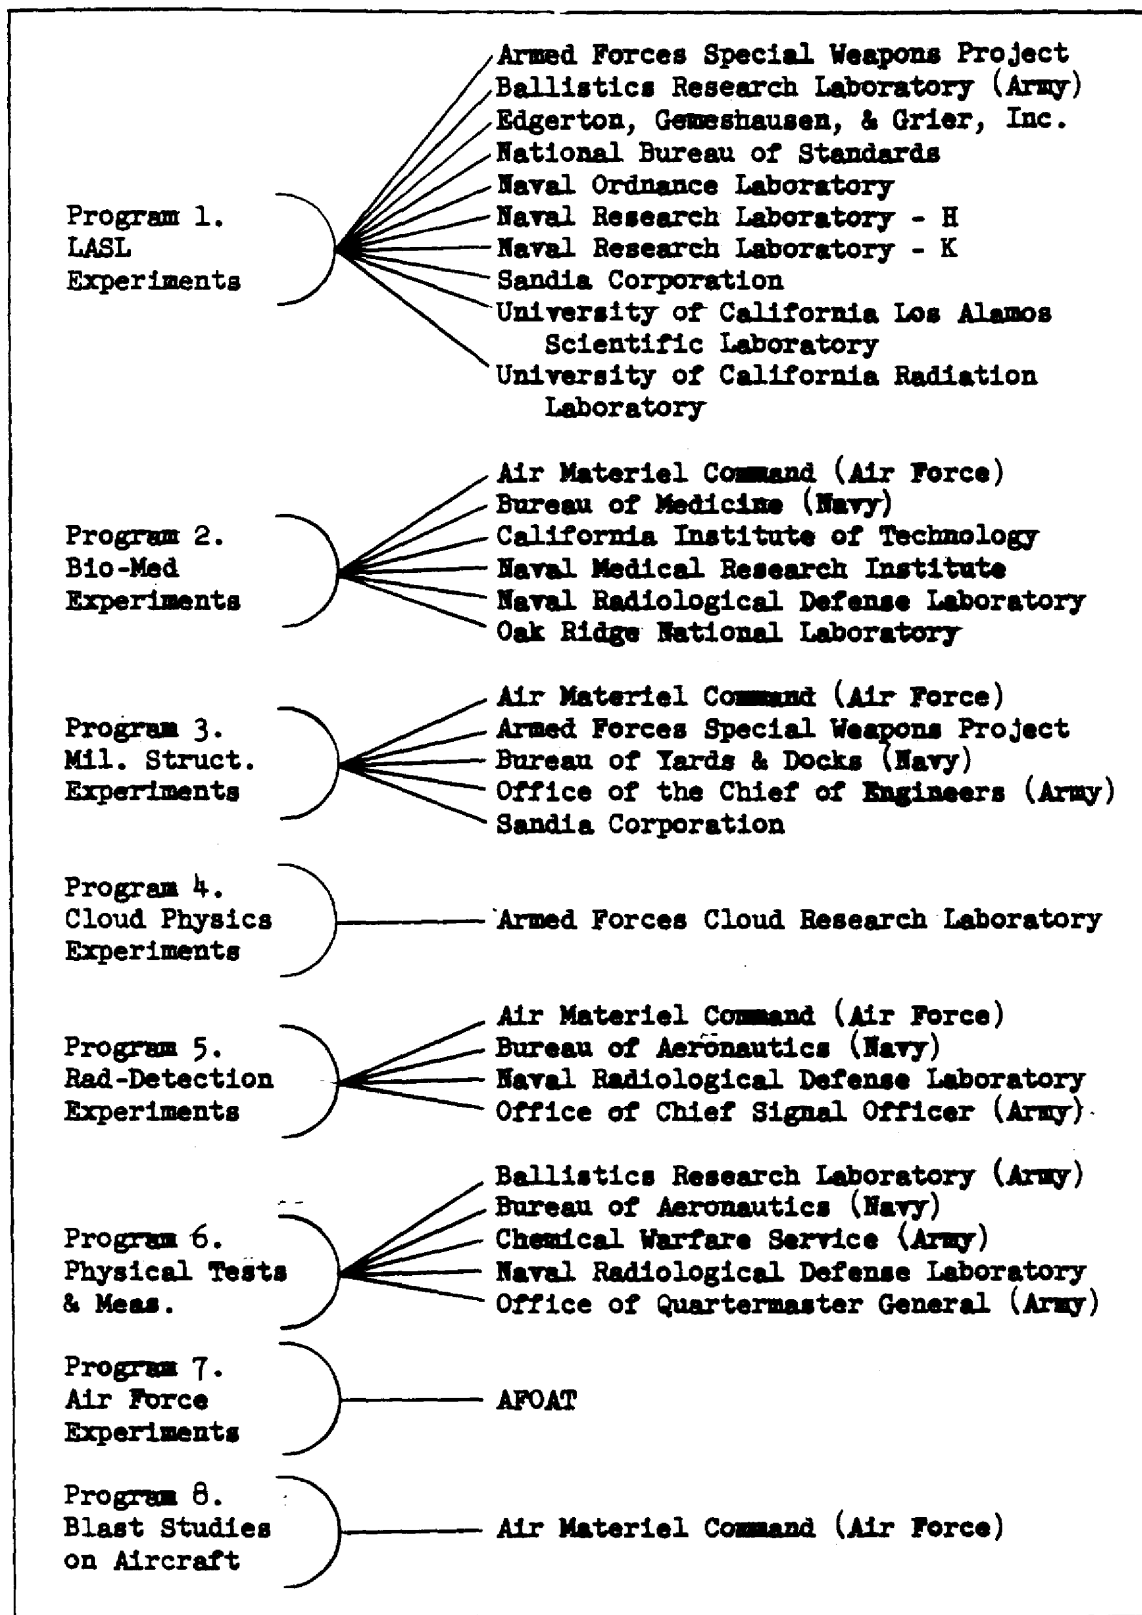 Program 1.
LASL
Experiments
Armed Forces Special Weapons Project
Ballistics Research Laboratory (Army)
Edgerton, Gemeshausen, & Grier, Inc.
National Bureau of Standards
Naval Ordnance Laboratory
Naval Research Laboratory - H
Naval Research Laboratory - K
Sandia Corporation
University of California Los Alamos
Scientific Laboratory
University of California Radiation
Laboratory
Program 2.
Bio-Med
Experiments
Air Materiel Command (Air Force)
Bureau of Medicine (Navy)
California Institute of Technology
Naval Medical Research Institute
Naval Radiological Defense Laboratory
Oak Ridge National Laboratory
Program 3.
Mil. Struct.
Experiments
Air Materiel Command (Air Force)
Armed Forces Special Weapons Project
Bureau of Yards & Docks (Navy)
Office of the Chief of Engineers (Army)
Sandia Corporation
Program 4.
Cloud Physics
Experiments
Armed Forces Cloud Research Laboratory
Program 5.
Rad-Detection
Experiments
Air Materiel Command (Air Force)
Bureau of Aeronautics (Navy)
Naval Radiological Defense Laboratory
Office of Chief Signal Officer (Army)
Program 6.
Physical Tests
& Meas.
Ballistics Research Laboratory (Army)
Bureau of Aeronautics (Navy)
Chemical Warfare Service (Army)
Naval Radiological Defense Laboratory
Office of Quartermaster General (Army)
Program 7.
Air Force
Experiments
AFOAT
Program 8.
Blast Studies
on Aircraft
Air Materiel Command (Air Force)